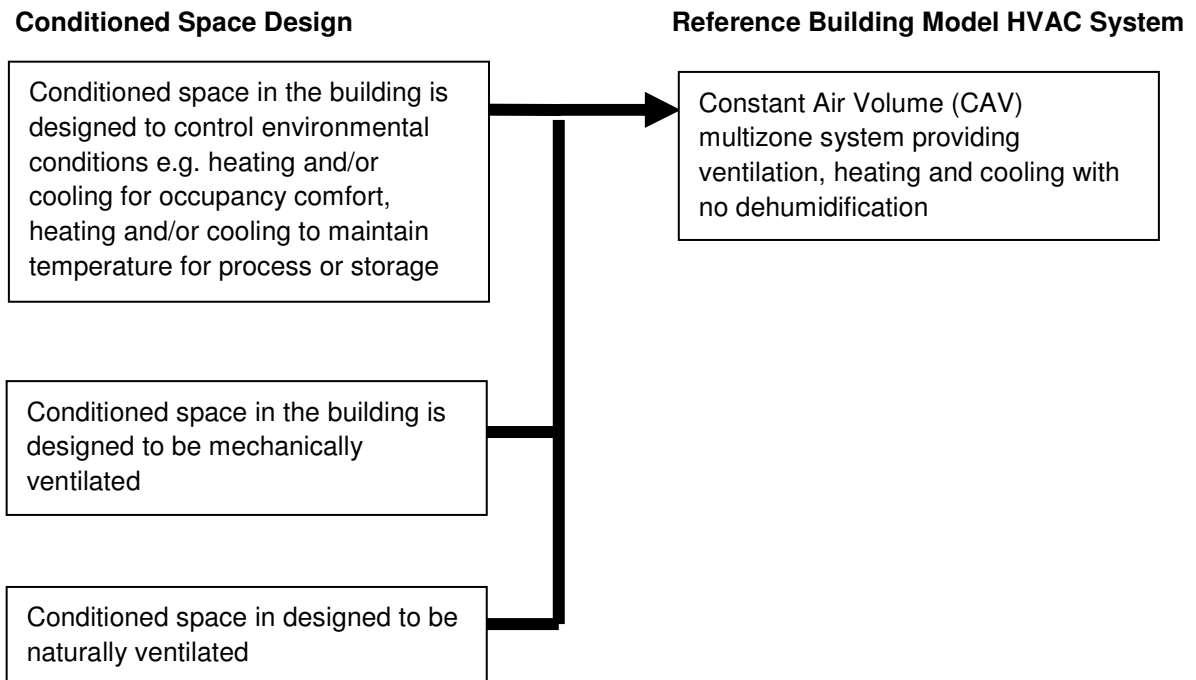 Conditioned Space Design
Reference Building Model HVAC System
Conditioned space in the building is
designed to control environmental
conditions e.g. heating and/or
cooling for occupancy comfort,
heating and/or cooling to maintain
temperature for process or storage
Constant Air Volume (CAV)
multizone system providing
ventilation, heating and cooling with
no dehumidification
Conditioned space in the building is
designed to be mechanically
ventilated
Conditioned space in designed to be
naturally ventilated